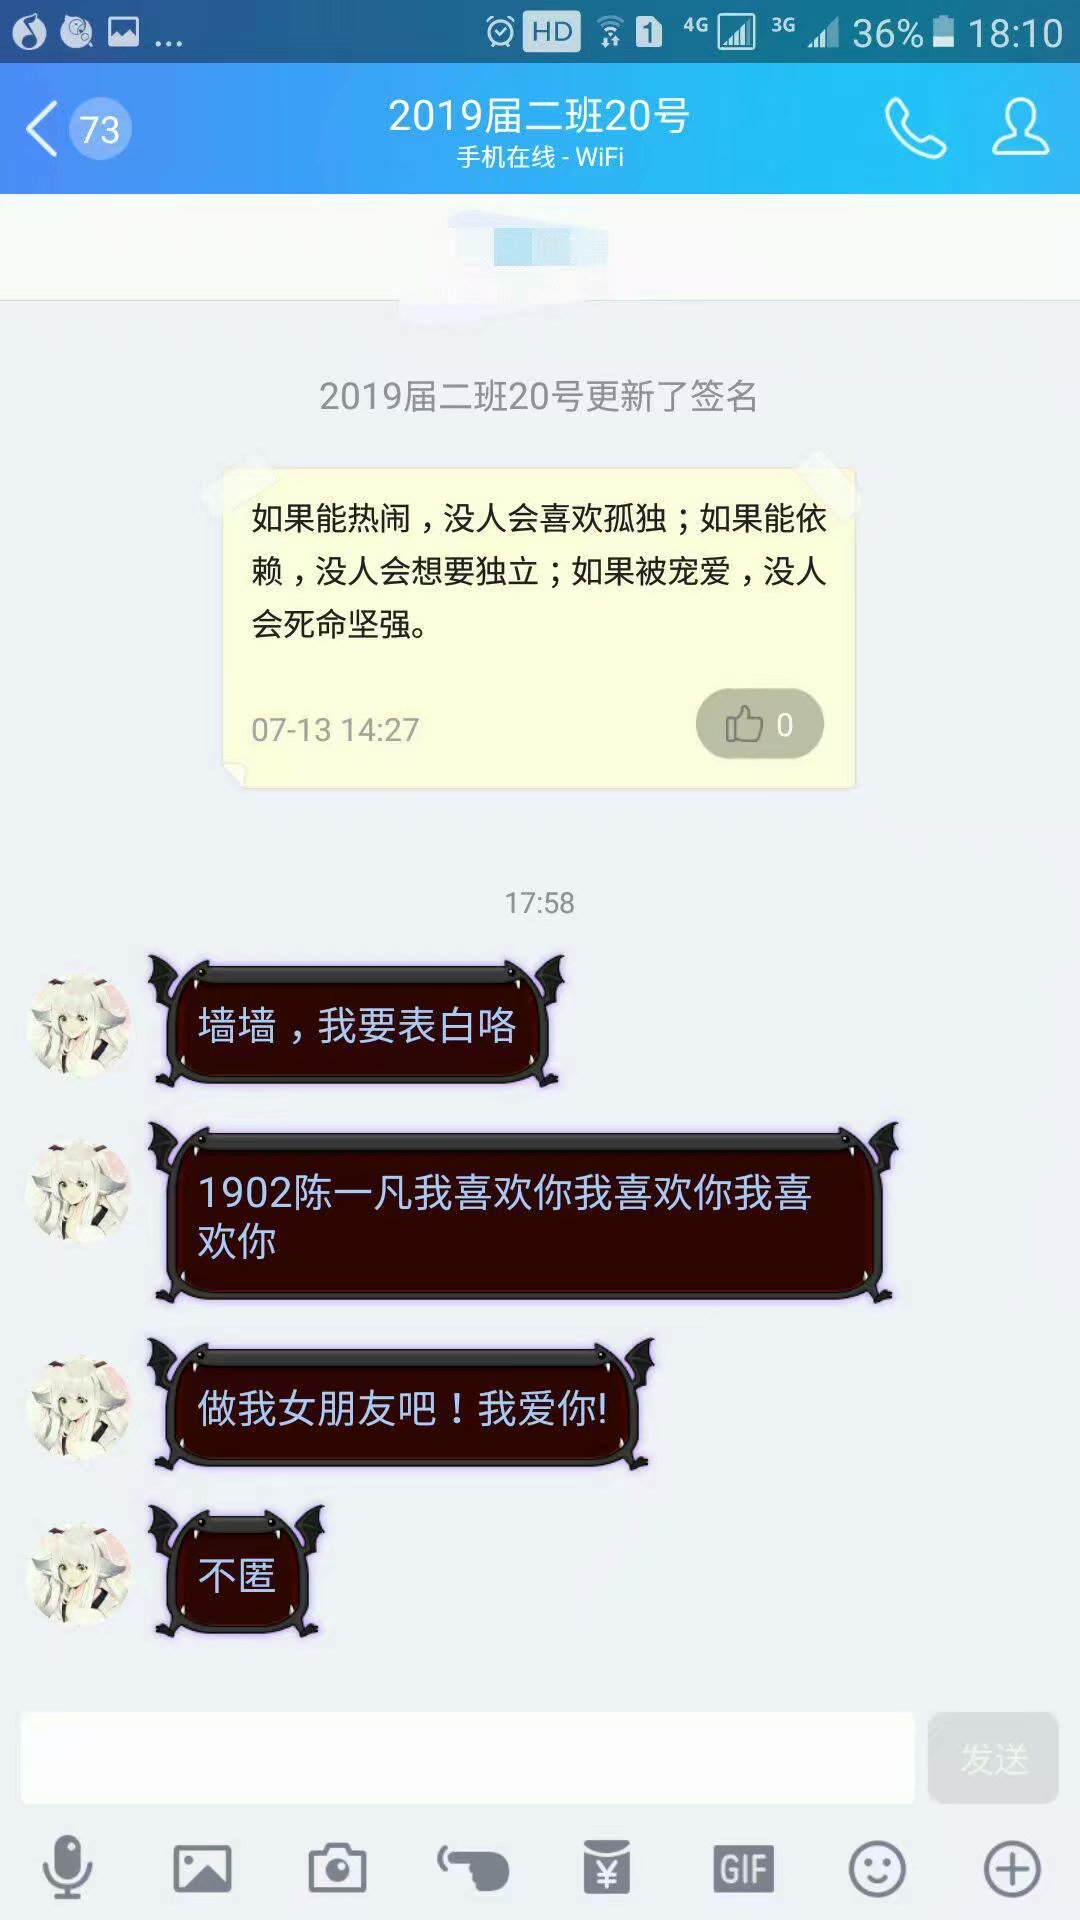 HD 1 4G 3G 36% 18:10
73
2019届二班20号
手机在线 - WiFi
2019届二班20号更新了签名
如果能热闹，没人会喜欢孤独；如果能依
赖，没人会想要独立；如果被宠爱，没人
会死命坚强。
07-13 14:27
0
17:58
墙墙，我要表白咯
1902陈一凡我喜欢你我喜欢你我喜
欢你
做我女朋友吧！我爱你!
不匿
发送
¥ GIF